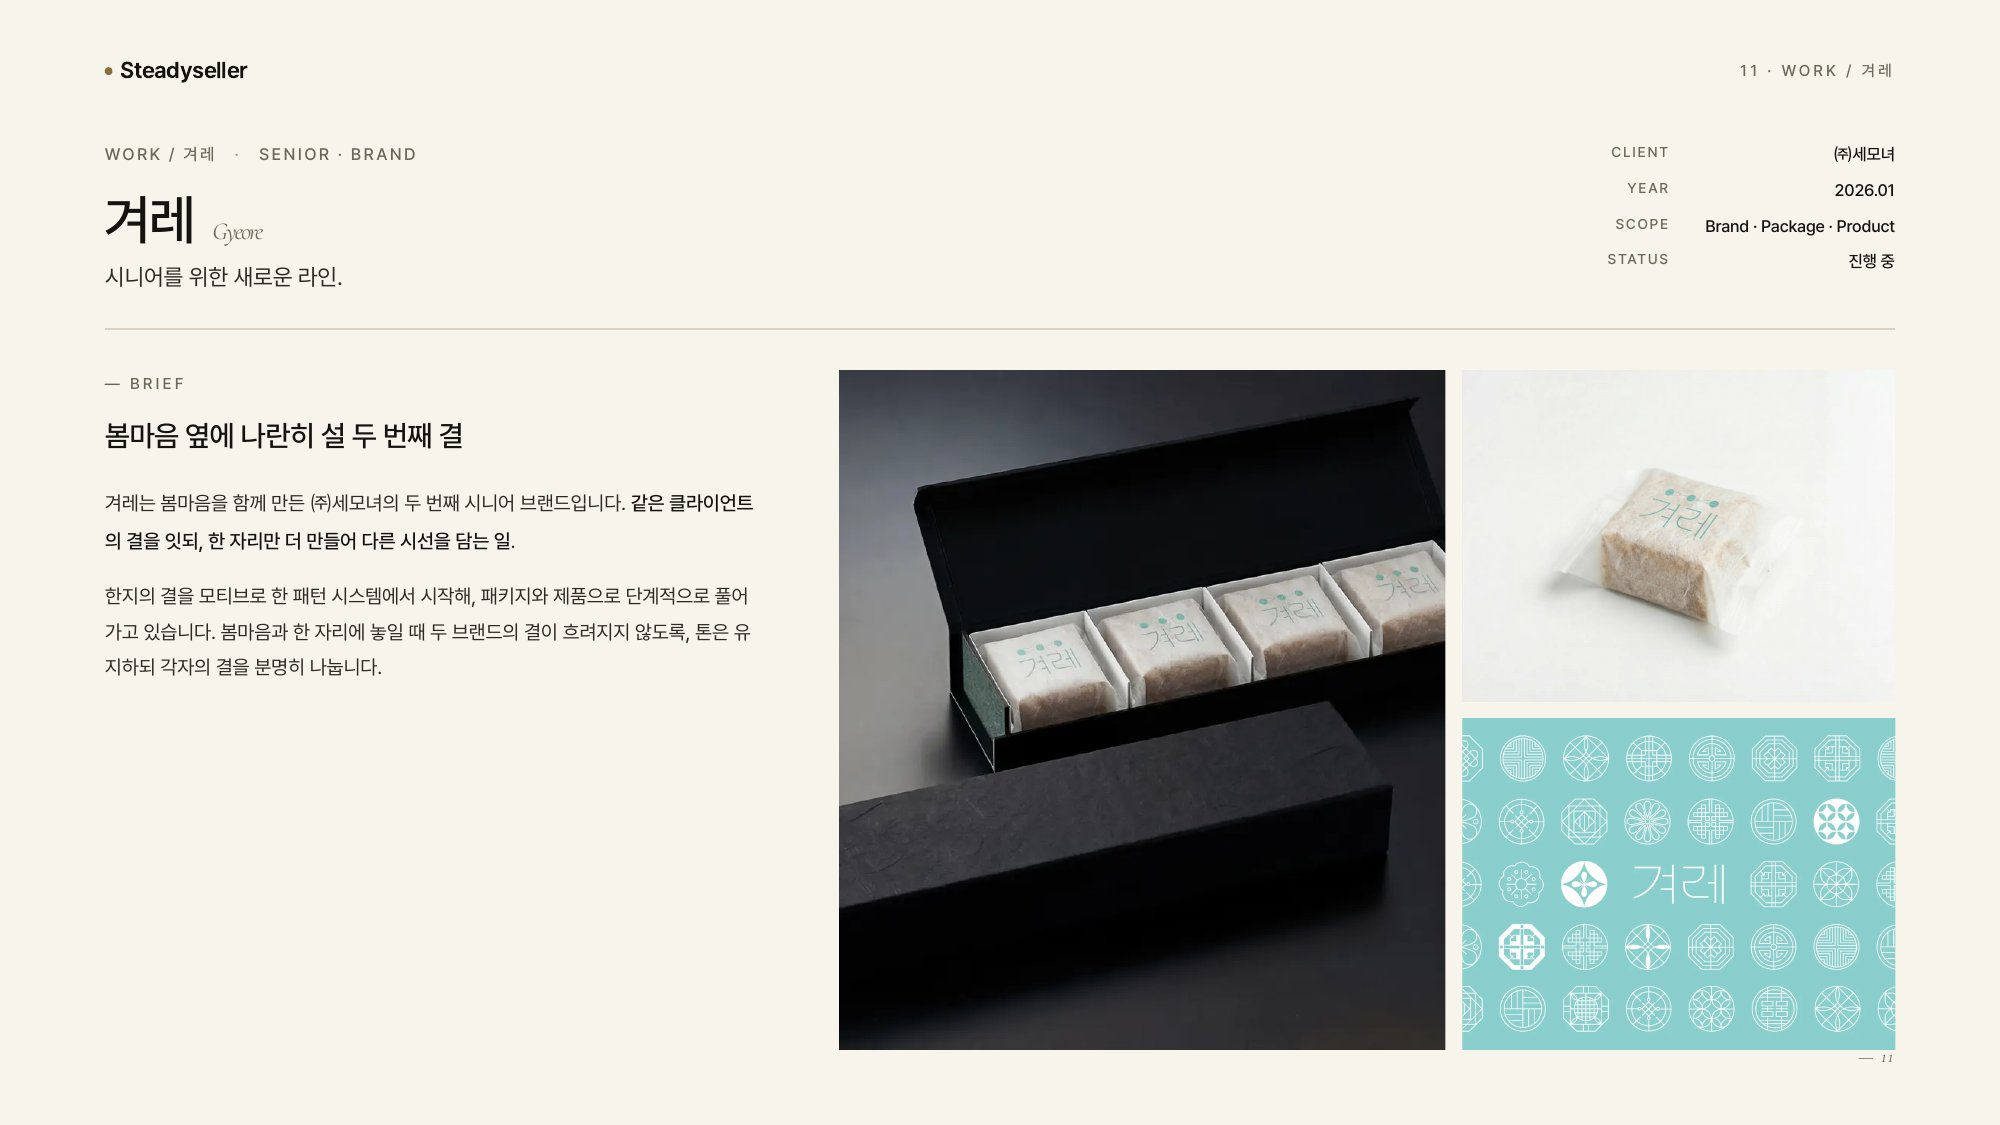 Steadyseller
11 · WORK / 겨레
WORK / 겨레 · SENIOR · BRAND
겨레 Gyeore
시니어를 위한 새로운 라인.
CLIENT ㈜세모녀
YEAR 2026.01
SCOPE Brand · Package · Product
STATUS 진행 중
— BRIEF
봄마음 옆에 나란히 설 두 번째 결
겨레는 봄마음을 함께 만든 ㈜세모녀의 두 번째 시니어 브랜드입니다. 같은 클라이언트
의 결을 잇되, 한 자리만 더 만들어 다른 시선을 담는 일.
한지의 결을 모티브로 한 패턴 시스템에서 시작해, 패키지와 제품으로 단계적으로 풀어
가고 있습니다. 봄마음과 한 자리에 놓일 때 두 브랜드의 결이 흐려지지 않도록, 톤은 유
지하되 각자의 결을 분명히 나눕니다.
겨레
겨레
겨레
겨레
겨레
겨레
— 11